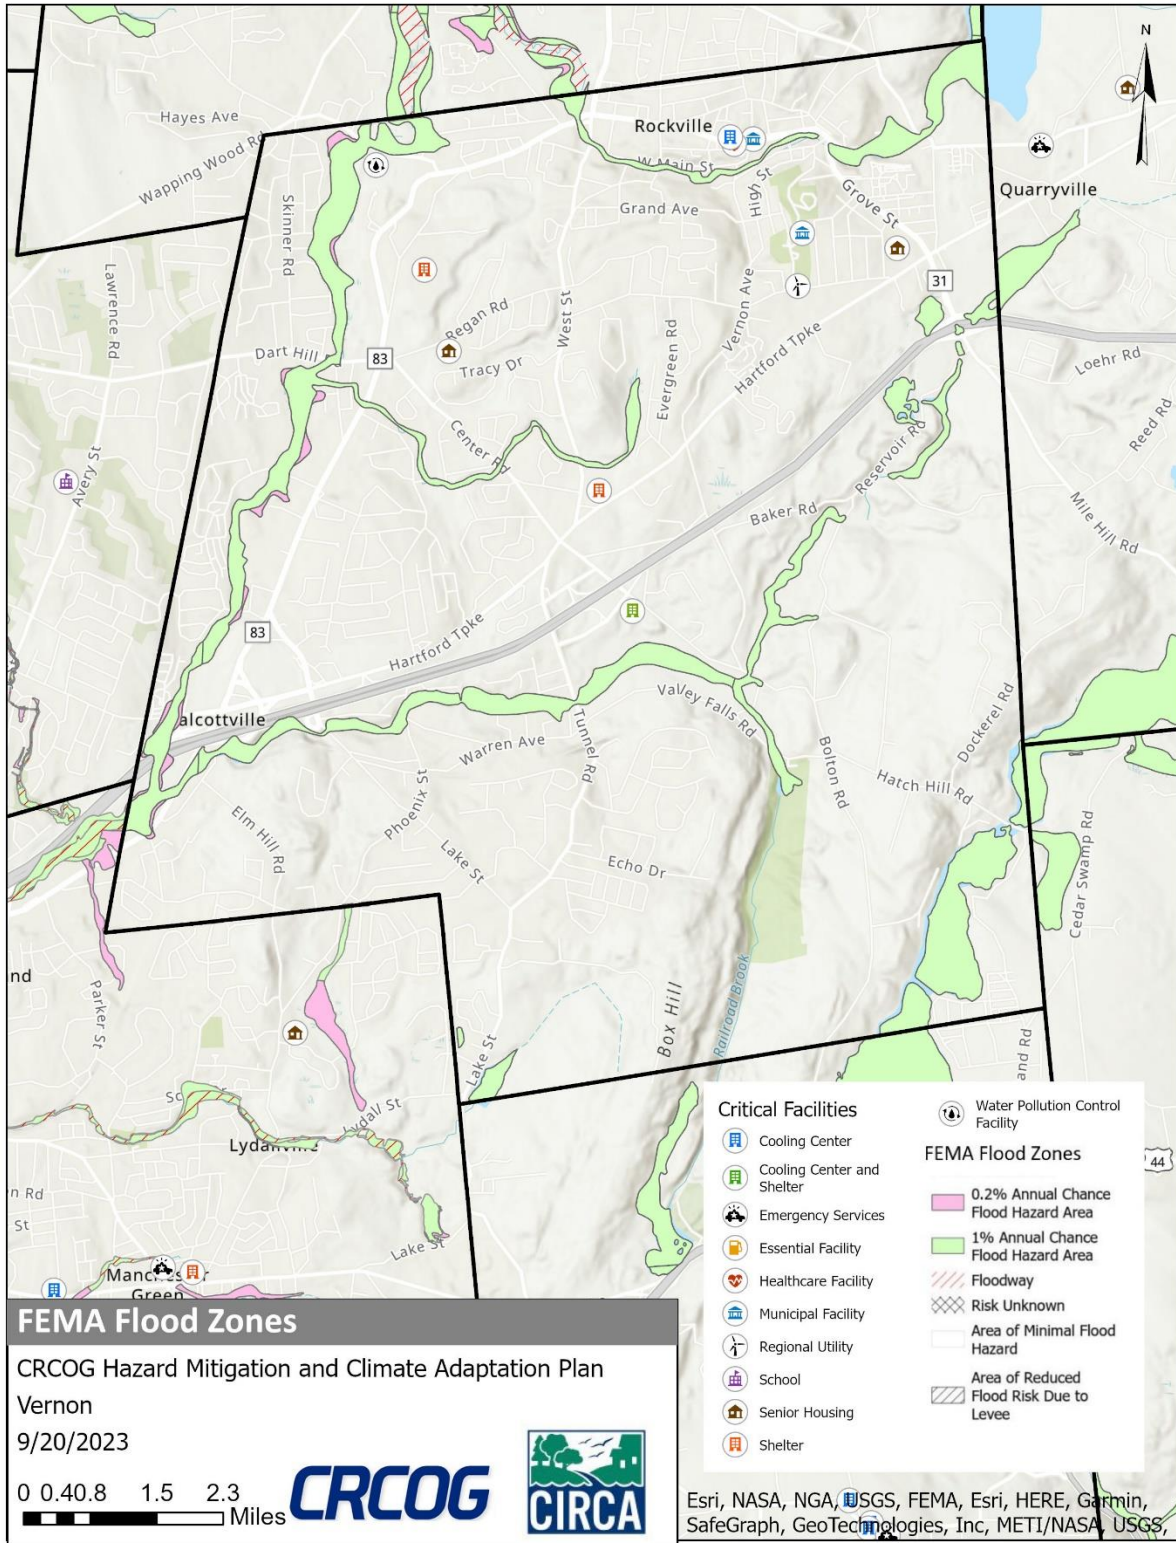 N
Hayes Ave
Rockville
Wapping Wood Rd
W Main St
Quarryville
Skinner Rd
Grand Ave
High St
Grove St
Lawrence Rd
31
Regan Rd
West St
Vernon Ave
Evergreen Rd
Hartford Tpke
Dart Hill
83
Tracy Dr
Loehr Rd
Reed Rd
Center Rd
Reservoir Rd
Avery St
Baker Rd
Mile Hill Rd
83
Hartford Tpke
alcottville
Valley Falls Rd
Dockerel Rd
Warren Ave
Tunnel Rd
Bolton Rd
Hatch Hill Rd
Phoenix St
Elm Hill Rd
Lake St
Echo Dr
Cedar Swamp Rd
nd
Parker St
Box Hill
Railroad Brook
Lake St
and Rd
Lydall St
Lydallville
44
en Rd
St
Lake St
Manchester
Green
Critical Facilities
Cooling Center
Cooling Center and
Shelter
Emergency Services
Essential Facility
Healthcare Facility
Municipal Facility
Regional Utility
School
Senior Housing
Shelter
Water Pollution Control
Facility
FEMA Flood Zones
0.2% Annual Chance
Flood Hazard Area
1% Annual Chance
Flood Hazard Area
Floodway
Risk Unknown
Area of Minimal Flood
Hazard
Area of Reduced
Flood Risk Due to
Levee
FEMA Flood Zones
CRCOG Hazard Mitigation and Climate Adaptation Plan
Vernon
9/20/2023
0 0.40.8 1.5 2.3
Miles
CRCOG
CIRCA
Esri, NASA, NGA, USGS, FEMA, Esri, HERE, Garmin,
SafeGraph, GeoTechnologies, Inc, METI/NASA, USGS,